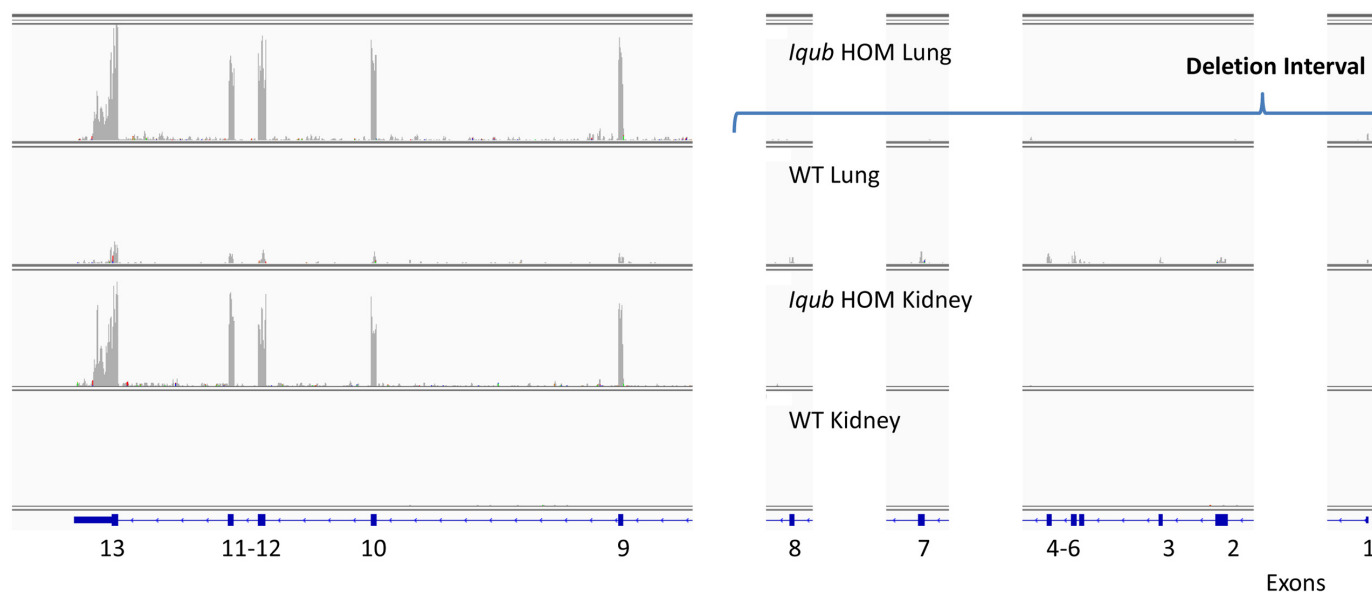 Iqub HOM Lung
Deletion Interval
WT Lung
Iqub HOM Kidney
WT Kidney
13 11-12 10 9 8 7 4-6 3 2 1
Exons